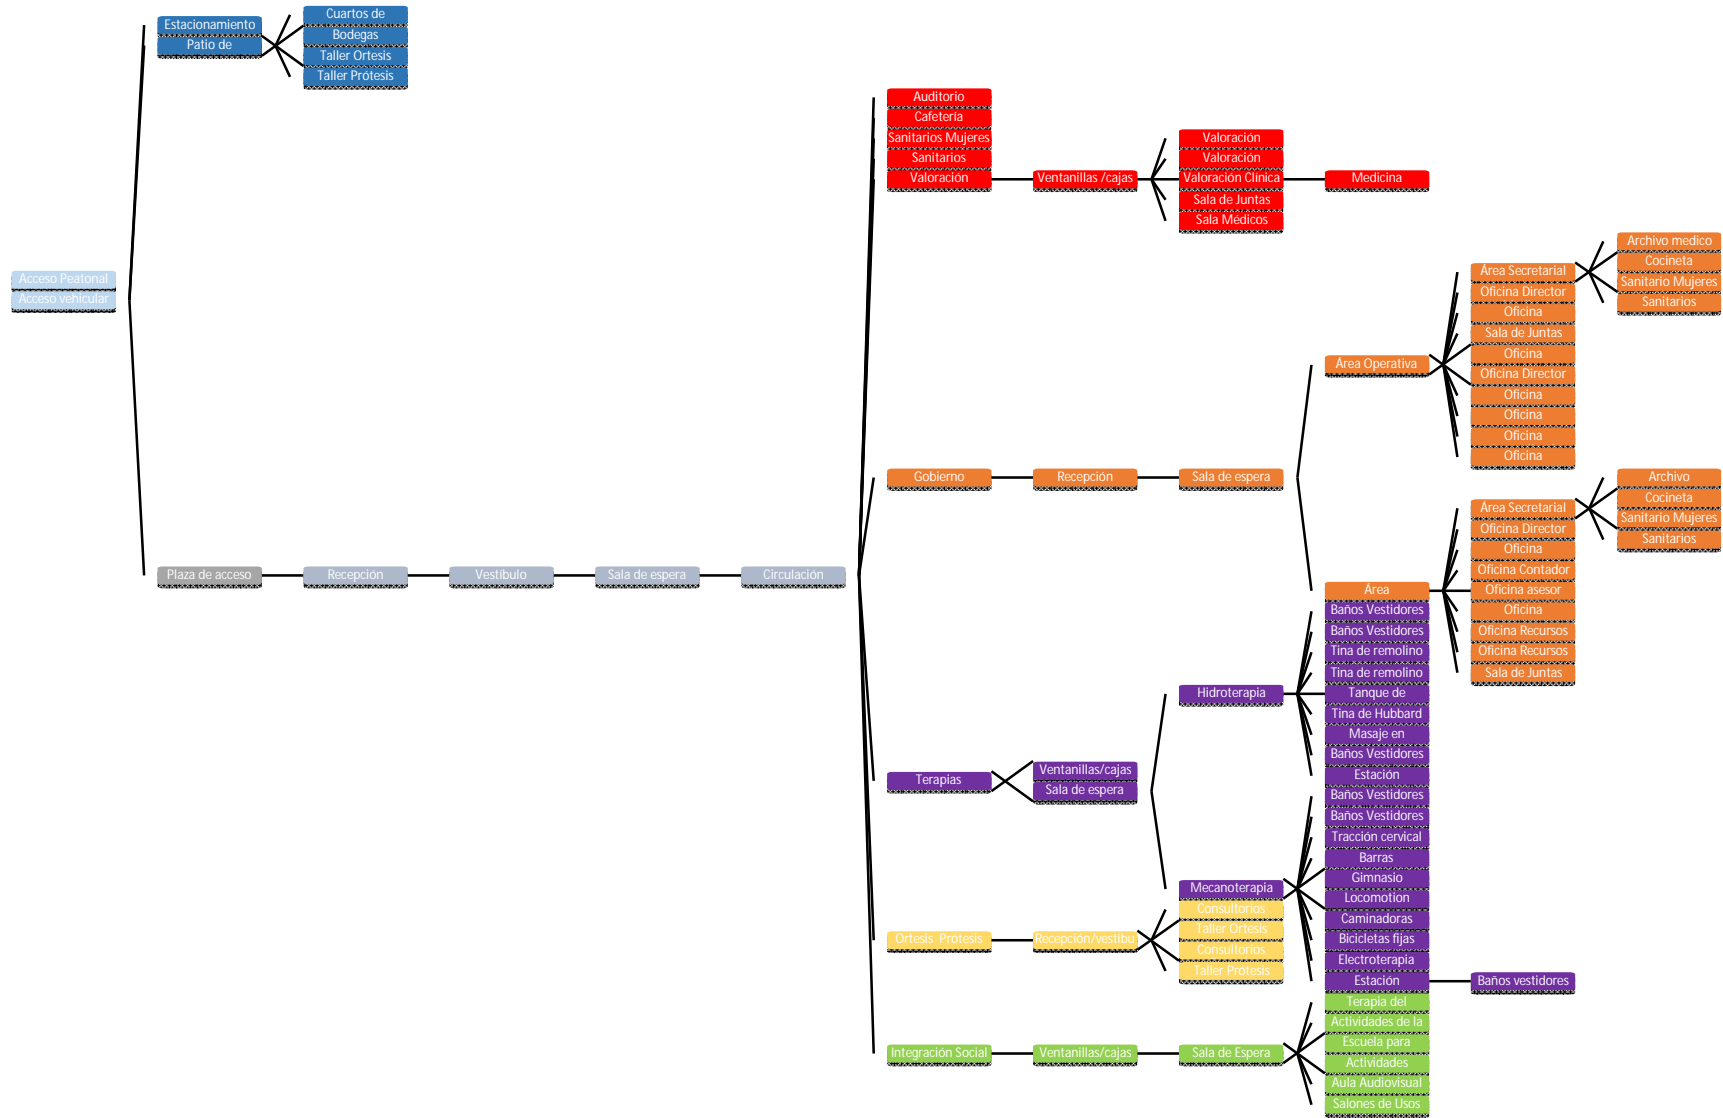 Acceso Peatonal
Acceso vehicular
Estacionamiento
Patio de
Cuartos de
Bodegas
Taller Ortesis
Taller Prótesis
Plaza de acceso
Recepción
Vestíbulo
Sala de espera
Circulación
Auditorio
Cafetería
Sanitarios Mujeres
Sanitarios
Valoración
Ventanillas /cajas
Valoración
Valoración
Valoración Clínica
Sala de Juntas
Sala Médicos
Medicina
Gobierno
Recepción
Sala de espera
Área Operativa
Área Secretarial
Oficina Director
Oficina
Sala de Juntas
Oficina
Oficina Director
Oficina
Oficina
Oficina
Oficina
Archivo medico
Cocineta
Sanitario Mujeres
Sanitarios
Área
Área Secretarial
Oficina Director
Oficina
Oficina Contador
Oficina asesor
Oficina
Oficina Recursos
Oficina Recursos
Sala de Juntas
Archivo
Cocineta
Sanitario Mujeres
Sanitarios
Terapias
Ventanillas/cajas
Sala de espera
Hidroterapia
Baños Vestidores
Baños Vestidores
Tina de remolino
Tina de remolino
Tanque de
Tina de Hubbard
Masaje en
Baños Vestidores
Estación
Mecanoterapia
Baños Vestidores
Baños Vestidores
Tracción cervical
Barras
Gimnasio
Locomotion
Caminadoras
Bicicletas fijas
Electroterapia
Estación
Baños vestidores
Ortesis Prótesis
Recepción/vestíbu
Consultorios
Taller Ortesis
Consultorios
Taller Prótesis
Integración Social
Ventanillas/cajas
Sala de Espera
Terapia del
Actividades de la
Escuela para
Actividades
Aula Audiovisual
Salones de Usos